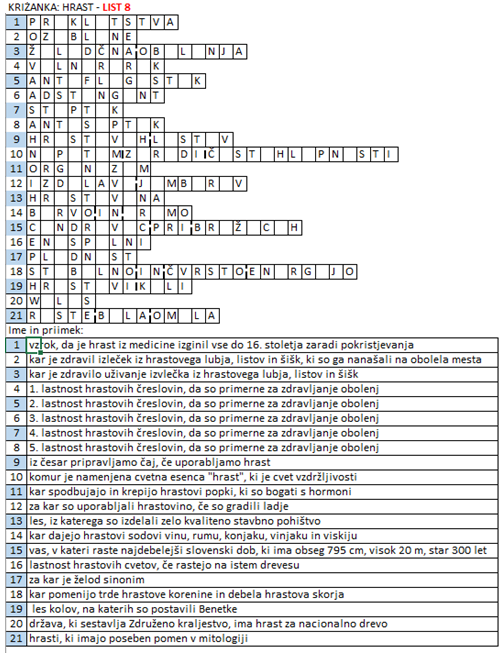 KRIŽANKA: HRAST - LIST 8
1 P R K L T S T V A
2 O Z B L N E
3 Ž L D Č N A O B L N J A
4 V L N R R K
5 A N T F L G S T K
6 A D S T N G N T
7 S T P T K
8 A N T S P T K
9 H R S T V H L S T V
10 N P T M Z R D I Č S T H L P N S T I
11 O R G N Z M
12 I Z D L A V J M B R V
13 H R S T V N A
14 B R V O I N R M O
15 C N D R V C P R I B R Ž C H
16 E N S P L N I
17 P L D N S T
18 S T B L N O I N Č V R S T O E N R G J O
19 H R S T V I K L I
20 W L S
21 R S T E B L A O M L A
Ime in priimek:
1 vzrok, da je hrast iz medicine izginil vse do 16. stoletja zaradi pokristjevanja
2 kar je zdravil izleček iz hrastovega lubja, listov in šišk, ki so ga nanašali na obolela mesta
3 kar je zdravilo uživanje izvlečka iz hrastovega lubja, listov in šišk
4 1. lastnost hrastovih čreslovin, da so primerne za zdravljanje obolenj
5 2. lastnost hrastovih čreslovin, da so primerne za zdravljanje obolenj
6 3. lastnost hrastovih čreslovin, da so primerne za zdravljanje obolenj
7 4. lastnost hrastovih čreslovin, da so primerne za zdravljanje obolenj
8 5. lastnost hrastovih čreslovin, da so primerne za zdravljanje obolenj
9 iz česar pripravljamo čaj, če uporabljamo hrast
10 komur je namenjena cvetna esenca "hrast", ki je cvet vzdržljivosti
11 kar spodbujajo in krepijo hrastovi popki, ki so bogati s hormoni
12 za kar so uporabljali hrastovino, če so gradili ladje
13 les, iz katerega so izdelali zelo kvaliteno stavbno pohištvo
14 kar dajejo hrastovi sodovi vinu, rumu, konjaku, vinjaku in viskiju
15 vas, v kateri raste najdebelejši slovenski dob, ki ima obseg 795 cm, visok 20 m, star 300 let
16 lastnost hrastovih cvetov, če rastejo na istem drevesu
17 za kar je želod sinonim
18 kar pomenijo trde hrastove korenine in debela hrastova skorja
19 les kolov, na katerih so postavili Benetke
20 država, ki sestavlja Združeno kraljestvo, ima hrast za nacionalno drevo
21 hrasti, ki imajo poseben pomen v mitologiji